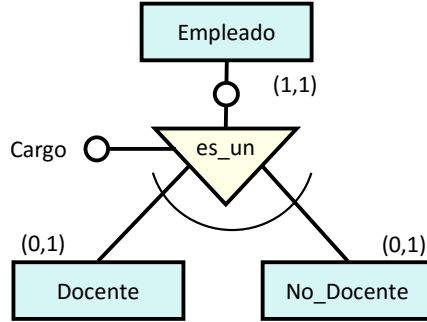 Empleado
(1,1)
es_un
Cargo
(0,1)
(0,1)
Docente
No_Docente